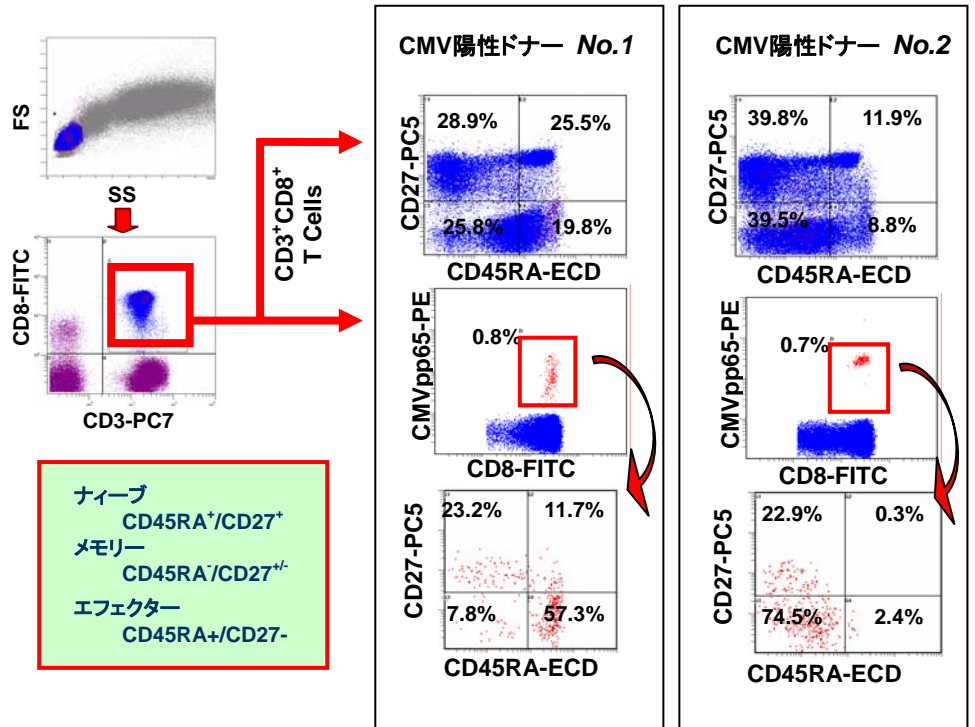 FS
SS
CD8-FITC
CD3-PC7
CD3+CD8+
T Cells
ナィーブ
CD45RA+/CD27+
メモリー
CD45RA-/CD27+/-
エフェクター
CD45RA+/CD27-
CMV陽性ドナー No.1
CD27-PC5
28.9%
25.5%
25.8%
19.8%
CD45RA-ECD
CMVpp65-PE
0.8%
CD8-FITC
CD27-PC5
23.2%
11.7%
7.8%
57.3%
CD45RA-ECD
CMV陽性ドナー No.2
CD27-PC5
39.8%
11.9%
39.5%
8.8%
CD45RA-ECD
CMVpp65-PE
0.7%
CD8-FITC
CD27-PC5
22.9%
0.3%
74.5%
2.4%
CD45RA-ECD